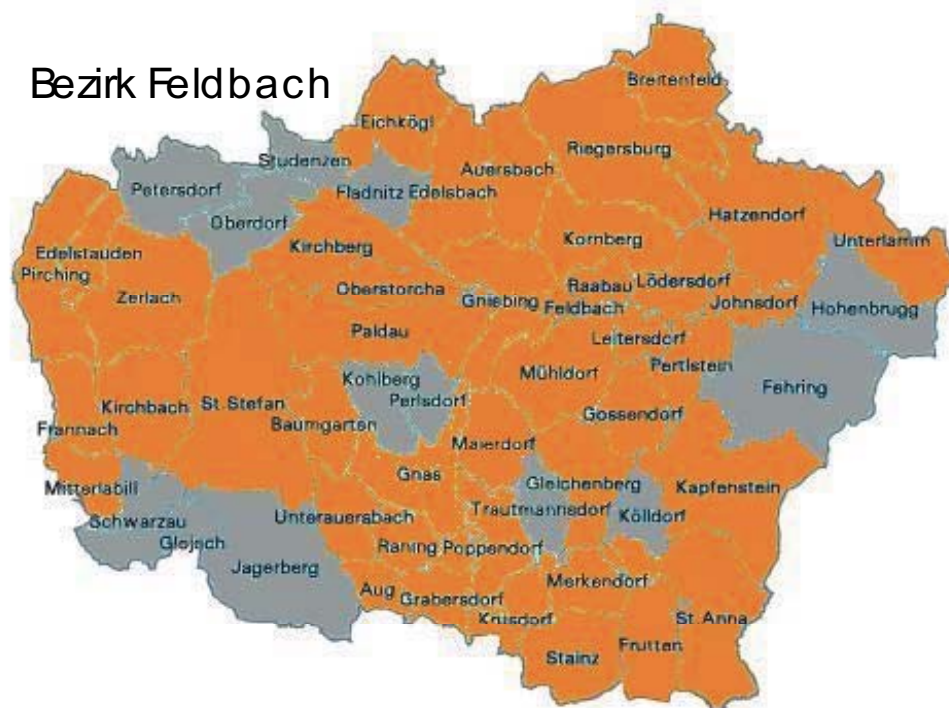 Bezirk Feldbach
Breitenfeld
Eichkögl
Riegersburg
Studenzen
Auersbach
Petersdorf
Fladnitz Edelsbach
Hatzendorf
Oberdorf
Kornberg
Unterlamm
Edelstauden
Kirchberg
Pirching
Zerlach
Oberstorcha
Gniebing
Raabau
Lödersdorf
Feldbach
Johnsdorf
Hohenbrugg
Paldau
Leitersdorf
Kohlberg
Mühldorf
Pertlstein
Perlsdorf
Fehring
Kirchbach
St.Stefan
Baumgarten
Gossendorf
Frannach
Maierdorf
Gnas
Mitterlabill
Gleichenberg
Kapfenstein
Schwarzau
Unterauersbach
Trautmannsdorf
Kölldorf
Glojach
Jagerberg
Raning
Poppendorf
Merkendorf
Aug
Grabersdorf
Krusdorf
St.Anna
Stainz
Frutten